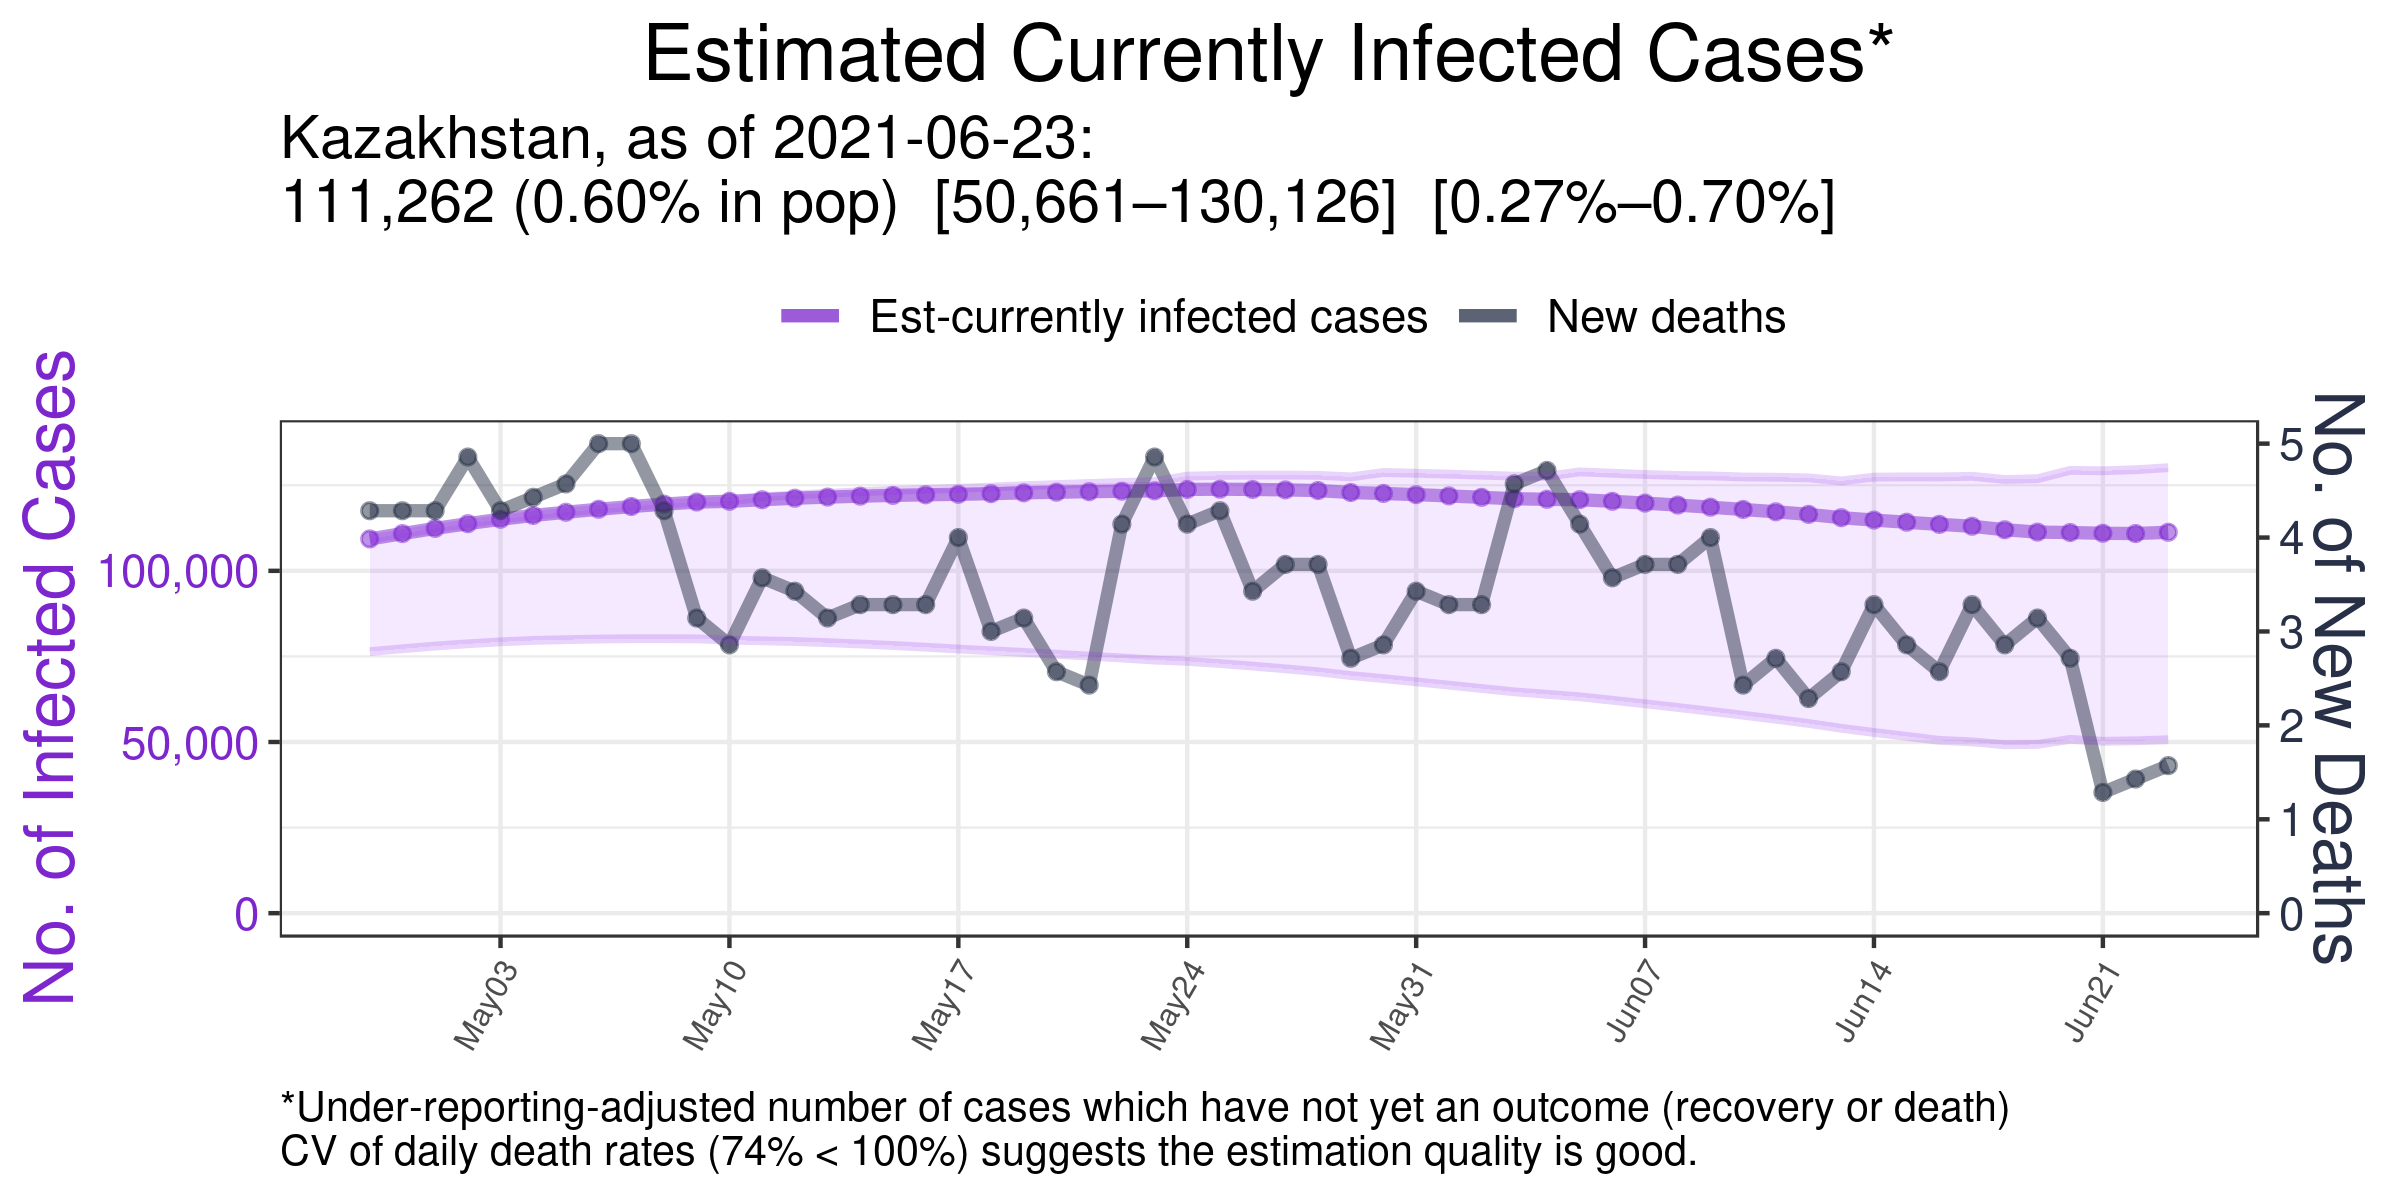 Estimated Currently Infected Cases*
Kazakhstan, as of 2021-06-23:
111,262 (0.60% in pop)  [50,661–130,126]  [0.27%–0.70%]
Est-currently infected cases
New deaths
No. of Infected Cases
100,000
50,000
0
5
4
3
2
1
0
No. of New Deaths
May03
May10
May17
May24
May31
Jun07
Jun14
Jun21
*Under-reporting-adjusted number of cases which have not yet an outcome (recovery or death)
CV of daily death rates (74% < 100%) suggests the estimation quality is good.